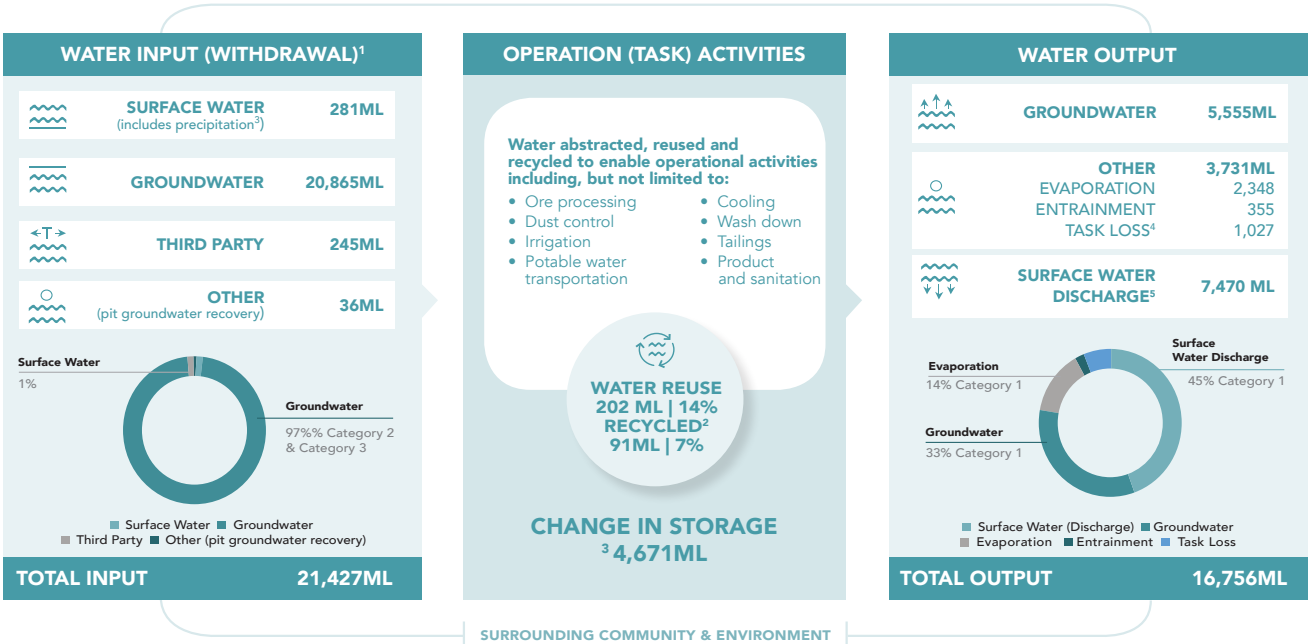 WATER INPUT (WITHDRAWAL)¹
SURFACE WATER
(includes precipitation³)
281ML
GROUNDWATER
20,865ML
T
THIRD PARTY
245ML
OTHER
(pit groundwater recovery)
36ML
Surface Water
1%
Groundwater
97%% Category 2
& Category 3
Surface Water
Groundwater
Third Party
Other (pit groundwater recovery)
TOTAL INPUT
21,427ML
OPERATION (TASK) ACTIVITIES
Water abstracted, reused and
recycled to enable operational activities
including, but not limited to:
• Ore processing
• Dust control
• Irrigation
• Potable water
transportation
• Cooling
• Wash down
• Tailings
• Product
and sanitation
WATER REUSE
202 ML | 14%
RECYCLED²
91ML | 7%
CHANGE IN STORAGE
³ 4,671ML
WATER OUTPUT
GROUNDWATER
5,555ML
OTHER
3,731ML
EVAPORATION
2,348
ENTRAINMENT
355
TASK LOSS⁴
1,027
SURFACE WATER
DISCHARGE⁵
7,470 ML
Surface
Water Discharge
45% Category 1
Evaporation
14% Category 1
Groundwater
33% Category 1
Surface Water (Discharge)
Groundwater
Evaporation
Entrainment
Task Loss
TOTAL OUTPUT
16,756ML
SURROUNDING COMMUNITY & ENVIRONMENT